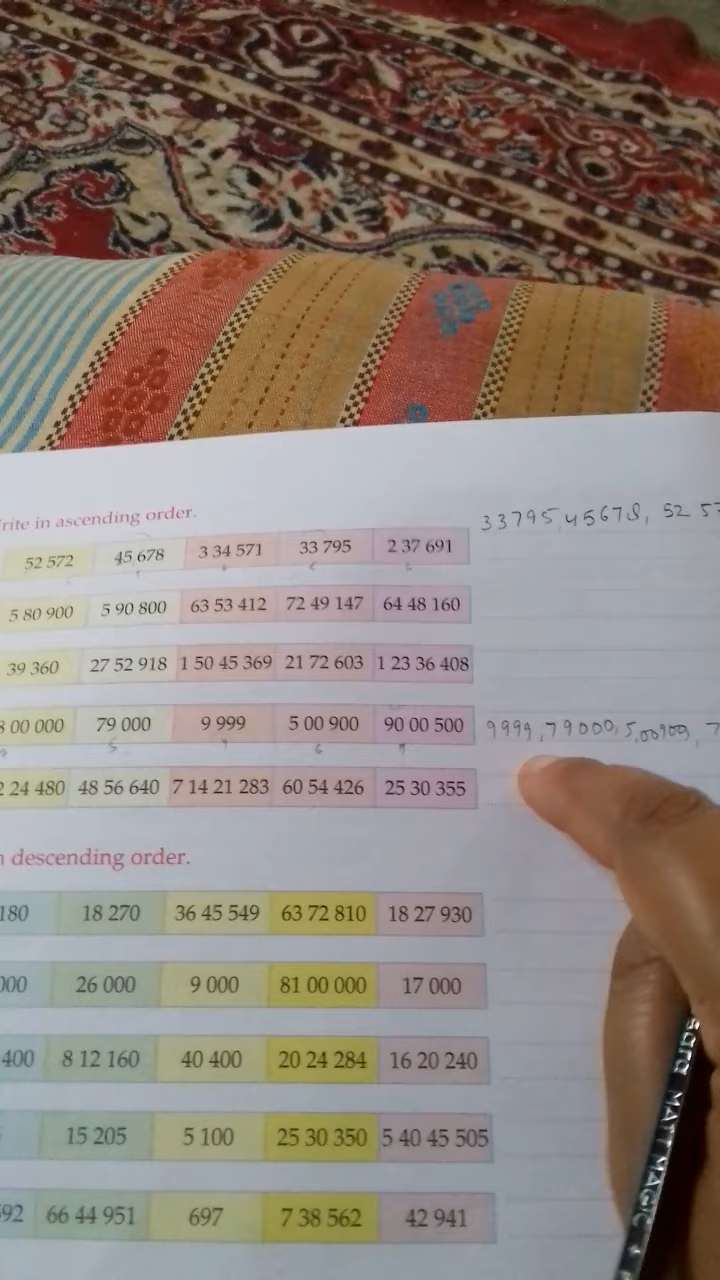 rite in ascending order.
33795, 45678, 52 57
52 572 45 678 3 34 571 33 795 2 37 691
5 80 900 5 90 800 63 53 412 72 49 147 64 48 160
39 360 27 52 918 1 50 45 369 21 72 603 1 23 36 408
00 000 79 000 9 999 5 00 900 90 00 500 9999, 79000, 5,00900, 7
2 24 480 48 56 640 7 14 21 283 60 54 426 25 30 355
descending order.
180 18 270 36 45 549 63 72 810 18 27 930
000 26 000 9 000 81 00 000 17 000
400 8 12 160 40 400 20 24 284 16 20 240
15 205 5 100 25 30 350 5 40 45 505
592 66 44 951 697 7 38 562 42 941
MATTMAGIC